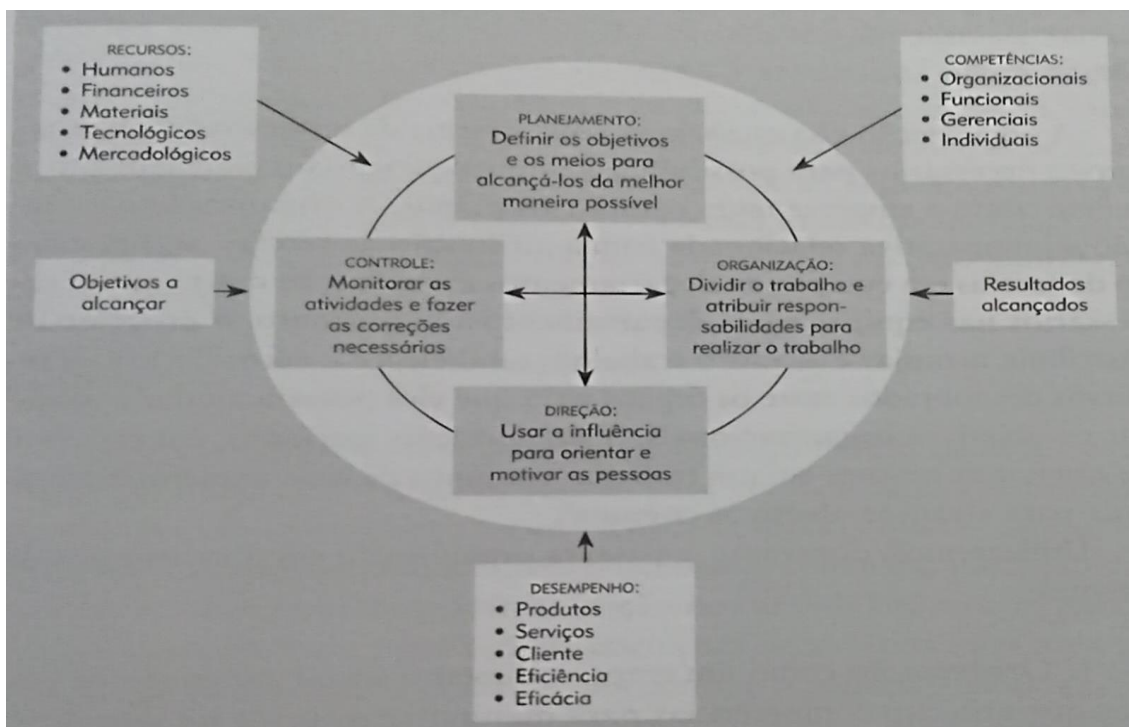 RECURSOS:
• Humanos
• Financeiros
• Materiais
• Tecnológicos
• Mercadológicos
COMPETÊNCIAS:
• Organizacionais
• Funcionais
• Gerenciais
• Individuais
PLANEJAMENTO:
Definir os objetivos
e os meios para
alcançá-los da melhor
maneira possível
Objetivos a
alcançar
CONTROLE:
Monitorar as
atividades e fazer
as correções
necessárias
ORGANIZAÇÃO:
Dividir o trabalho e
atribuir respon-
sabilidades para
realizar o trabalho
Resultados
alcançados
DIREÇÃO:
Usar a influência
para orientar e
motivar as pessoas
DESEMPENHO:
• Produtos
• Serviços
• Cliente
• Eficiência
• Eficácia